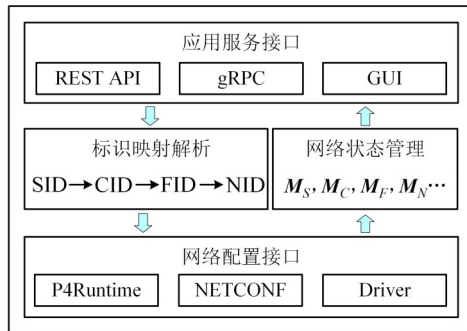 应用服务接口
REST API gRPC GUI
标识映射解析
SID→CID→FID→NID
网络状态管理
M_S, M_C, M_F, M_N…
网络配置接口
P4Runtime NETCONF Driver